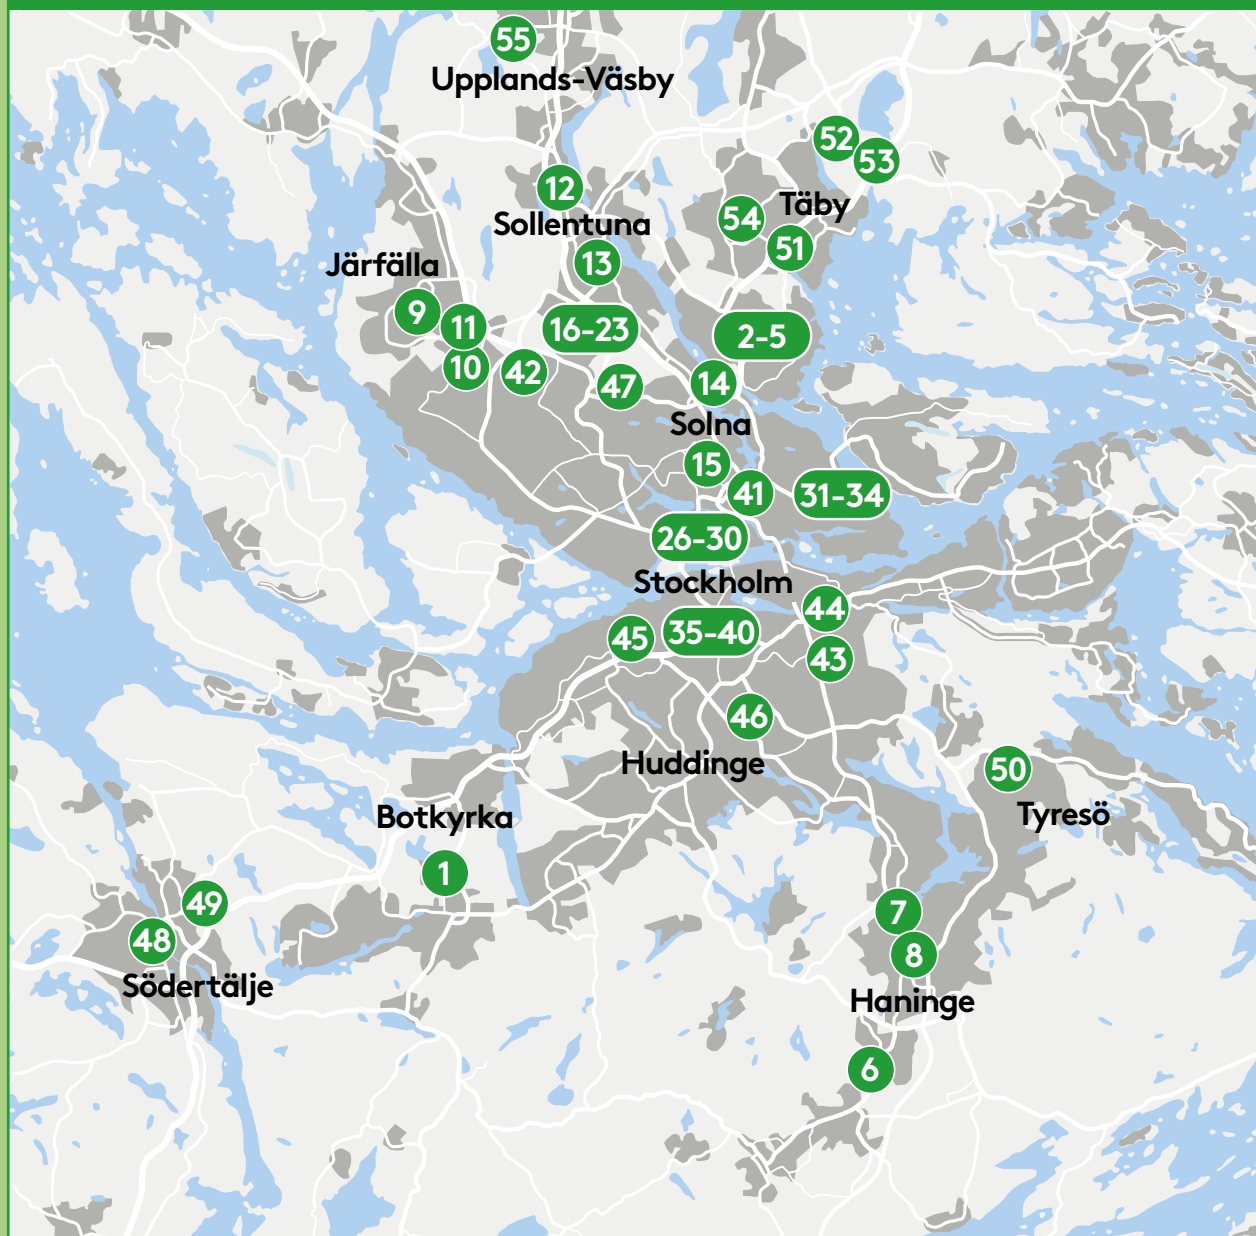 55
Upplands-Väsby
52
53
12
Täby
54
Sollentuna
51
13
Järfälla
9
11
16-23
2-5
10
42
47
14
Solna
15
41
31-34
26-30
Stockholm
44
45
35-40
43
46
Huddinge
50
Tyresö
Botkyrka
1
49
7
48
8
Södertälje
Haninge
6